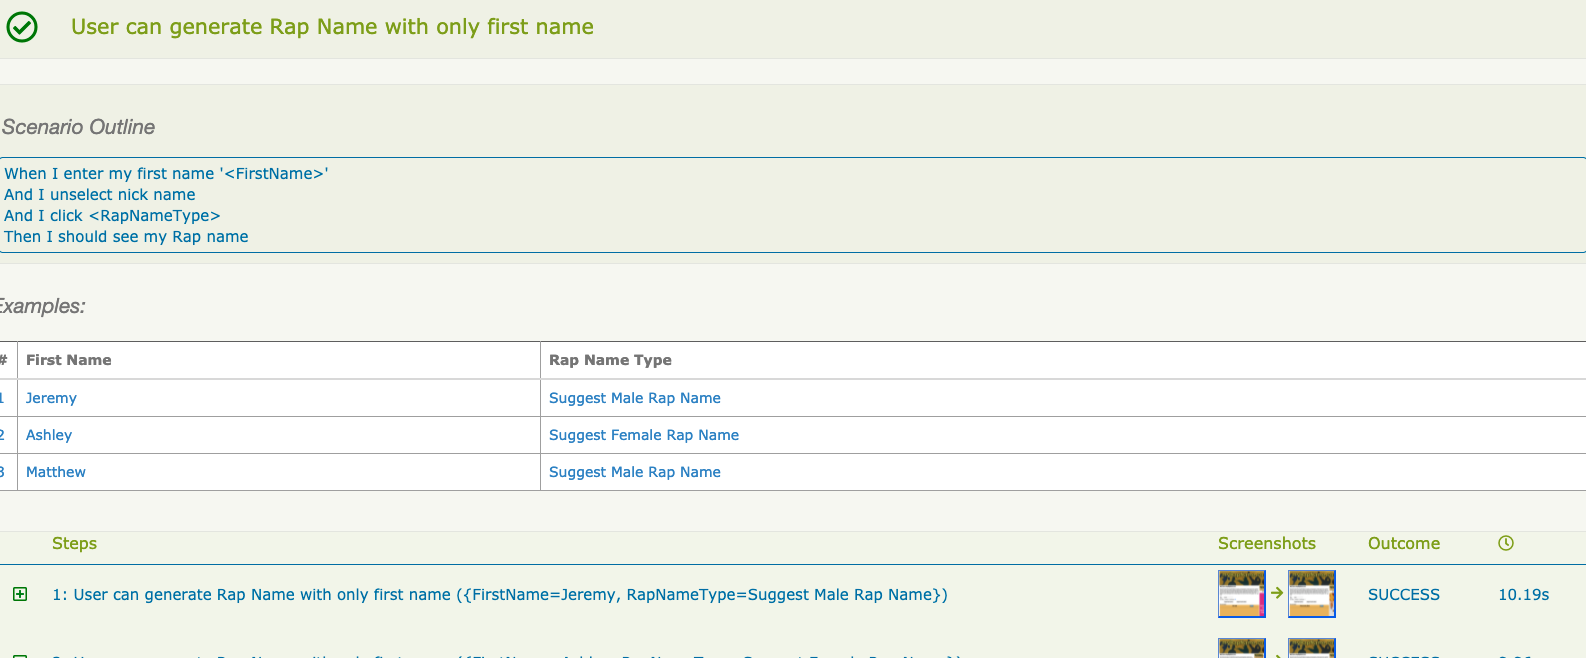 User can generate Rap Name with only first name
Scenario Outline
When I enter my first name '<FirstName>'
And I unselect nick name
And I click <RapNameType>
Then I should see my Rap name
Examples:
# First Name Rap Name Type
1 Jeremy Suggest Male Rap Name
2 Ashley Suggest Female Rap Name
3 Matthew Suggest Male Rap Name
Steps Screenshots Outcome
1: User can generate Rap Name with only first name ({FirstName=Jeremy, RapNameType=Suggest Male Rap Name}) SUCCESS 10.19s